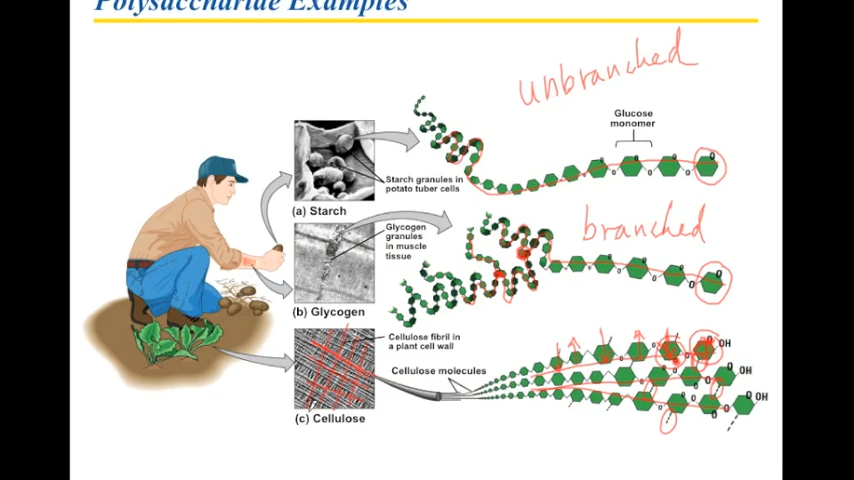 Polysaccharide Examples
unbranched
Glucose
monomer
Starch granules in
potato tuber cells
(a) Starch
Glycogen
granules
in muscle
tissue
branched
(b) Glycogen
Cellulose fibril in
a plant cell wall
Cellulose molecules
(c) Cellulose
O O O O
O O O O
OH
OH
OH